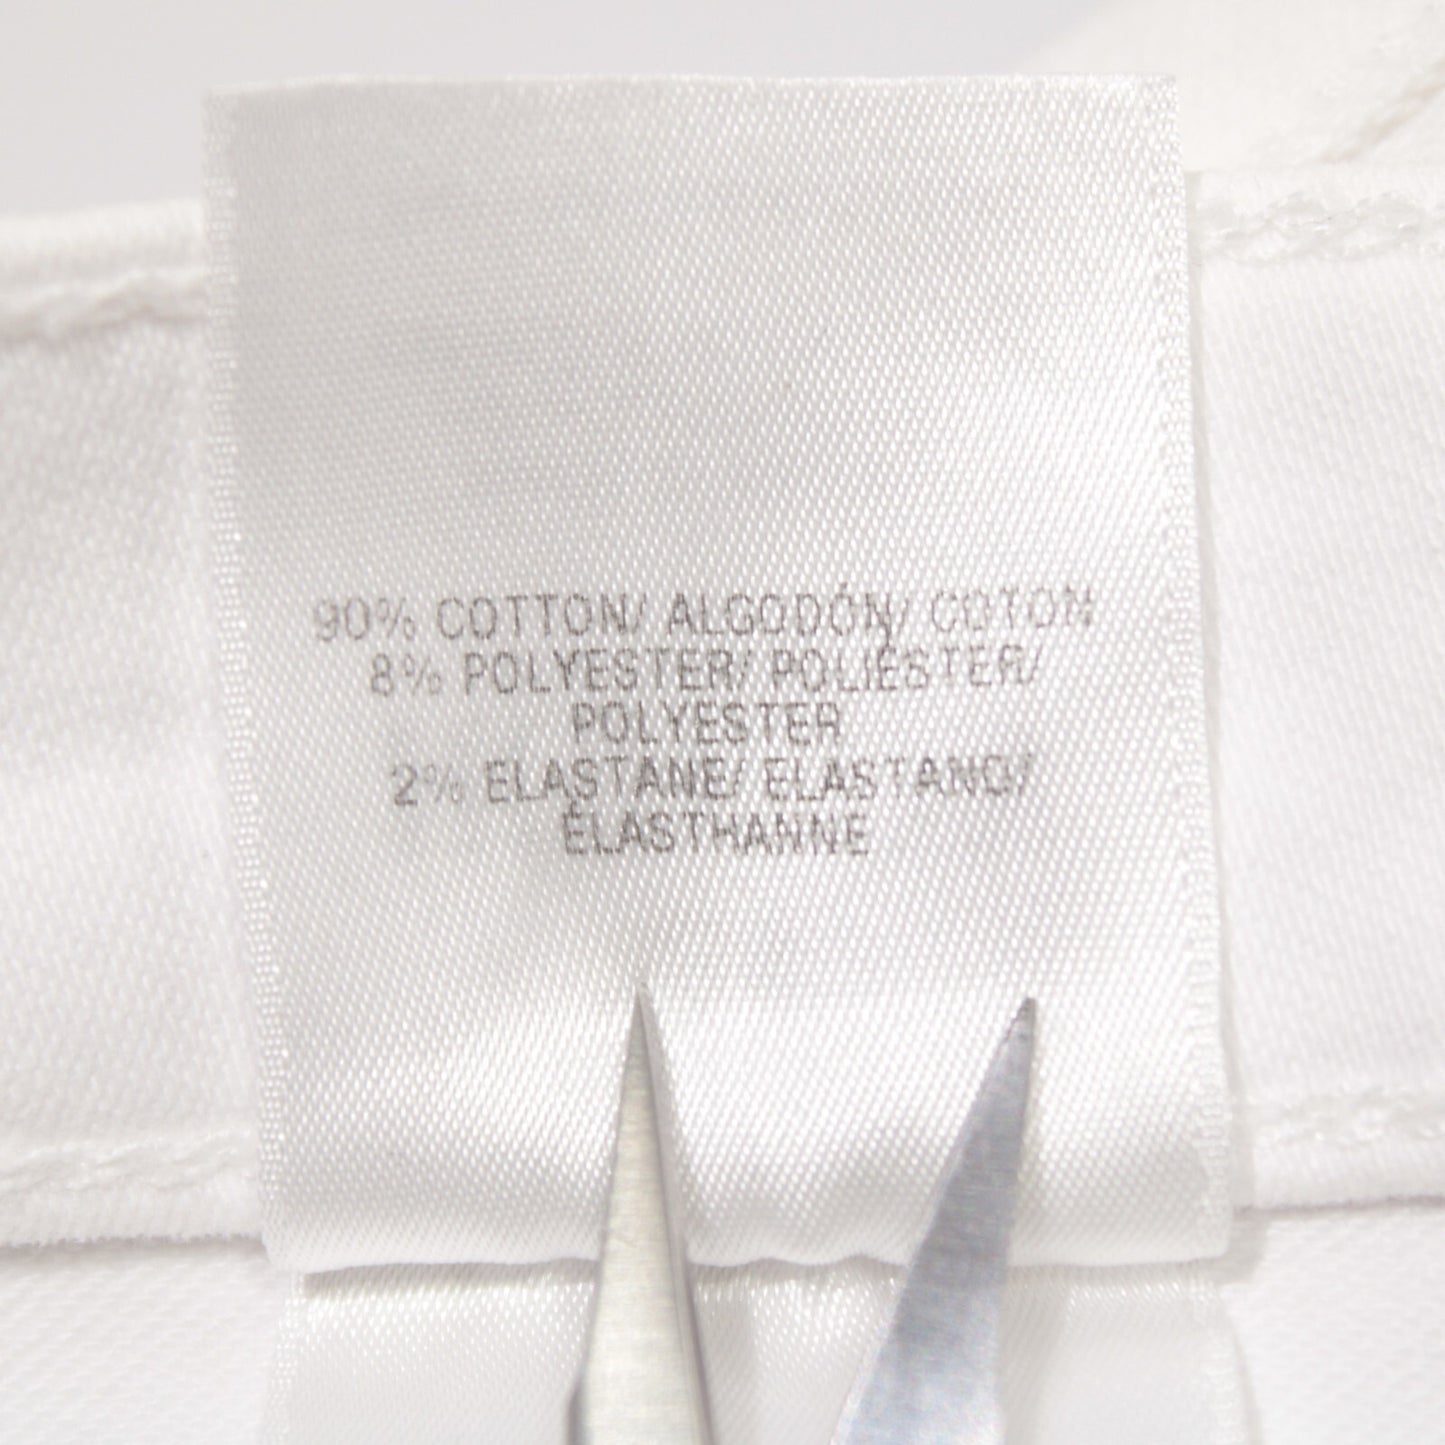 90% COTTON/ ALGODÓN/ COTON
8% POLYESTER/ POLIÉSTER/
POLYESTER
2% ELASTANE/ ELASTANO/
ÉLASTHANNE